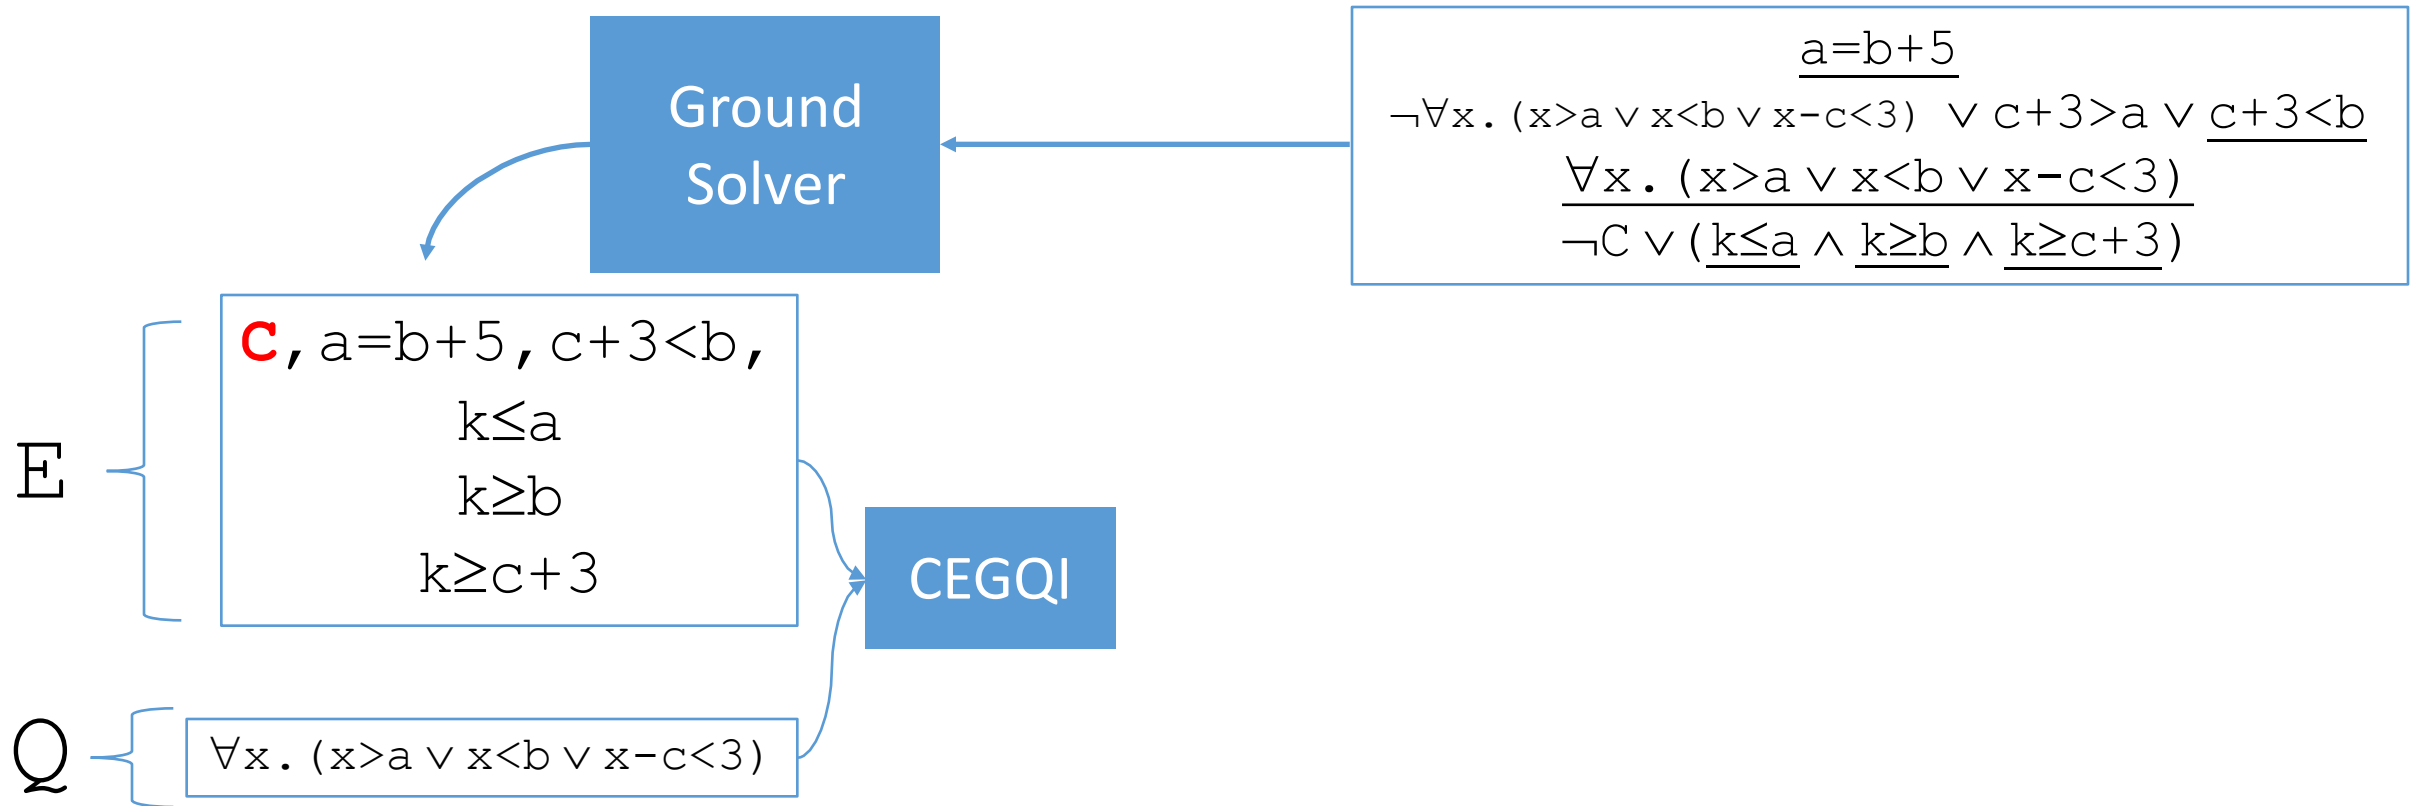 Ground
Solver
a=b+5
¬∀x.(x>a ∨ x<b ∨ x-c<3) ∨ c+3>a ∨ c+3<b
∀x.(x>a ∨ x<b ∨ x-c<3)
¬C ∨ (k≤a ∧ k≥b ∧ k≥c+3)
C,a=b+5,c+3<b,
k≤a
k≥b
k≥c+3
E
CEGQI
Q
∀x.(x>a ∨ x<b ∨ x-c<3)